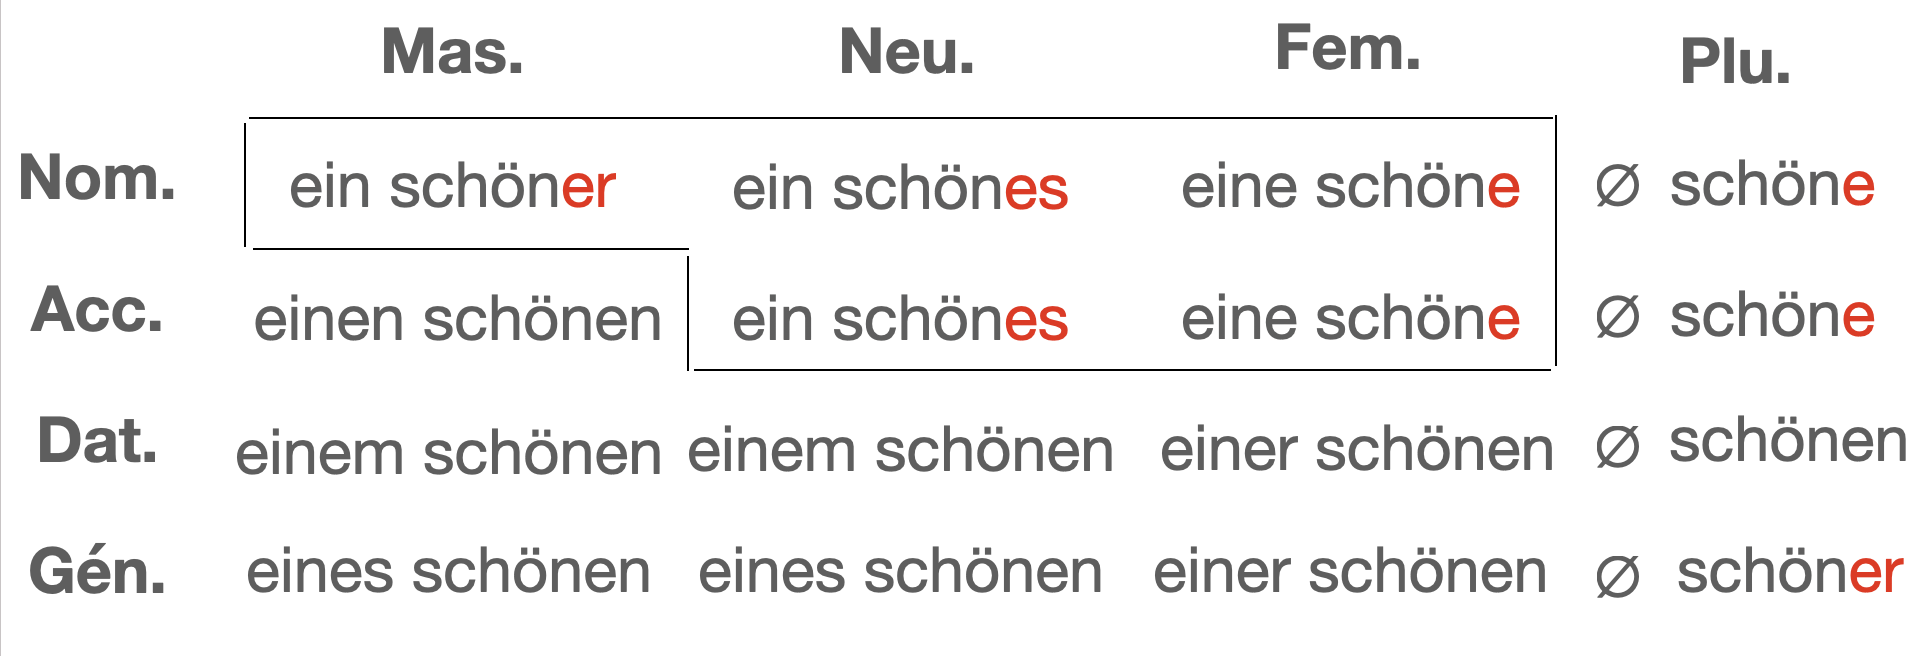 Mas. Neu. Fem. Plu.
Nom. ein schöner ein schönes eine schöne ∅ schöne
Acc. einen schönen ein schönes eine schöne ∅ schöne
Dat. einem schönen einem schönen einer schönen ∅ schönen
Gén. eines schönen eines schönen einer schönen ∅ schöner